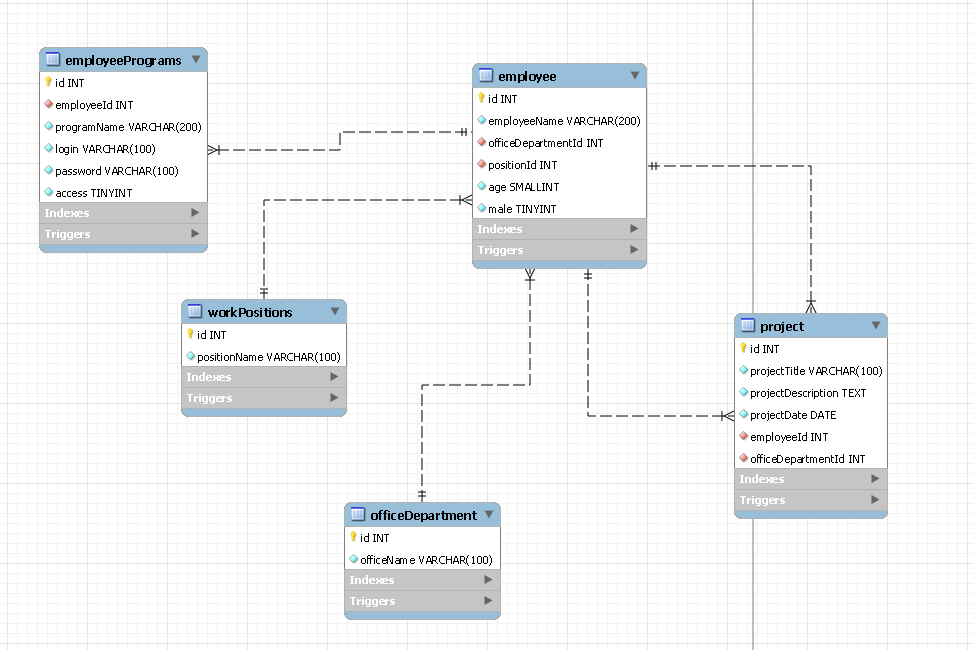 employeePrograms
id INT
employeeId INT
programName VARCHAR(200)
login VARCHAR(100)
password VARCHAR(100)
access TINYINT
Indexes
Triggers
employee
id INT
employeeName VARCHAR(200)
officeDepartmentId INT
positionId INT
age SMALLINT
male TINYINT
Indexes
Triggers
workPositions
id INT
positionName VARCHAR(100)
Indexes
Triggers
project
id INT
projectTitle VARCHAR(100)
projectDescription TEXT
projectDate DATE
employeeId INT
officeDepartmentId INT
Indexes
Triggers
officeDepartment
id INT
officeName VARCHAR(100)
Indexes
Triggers